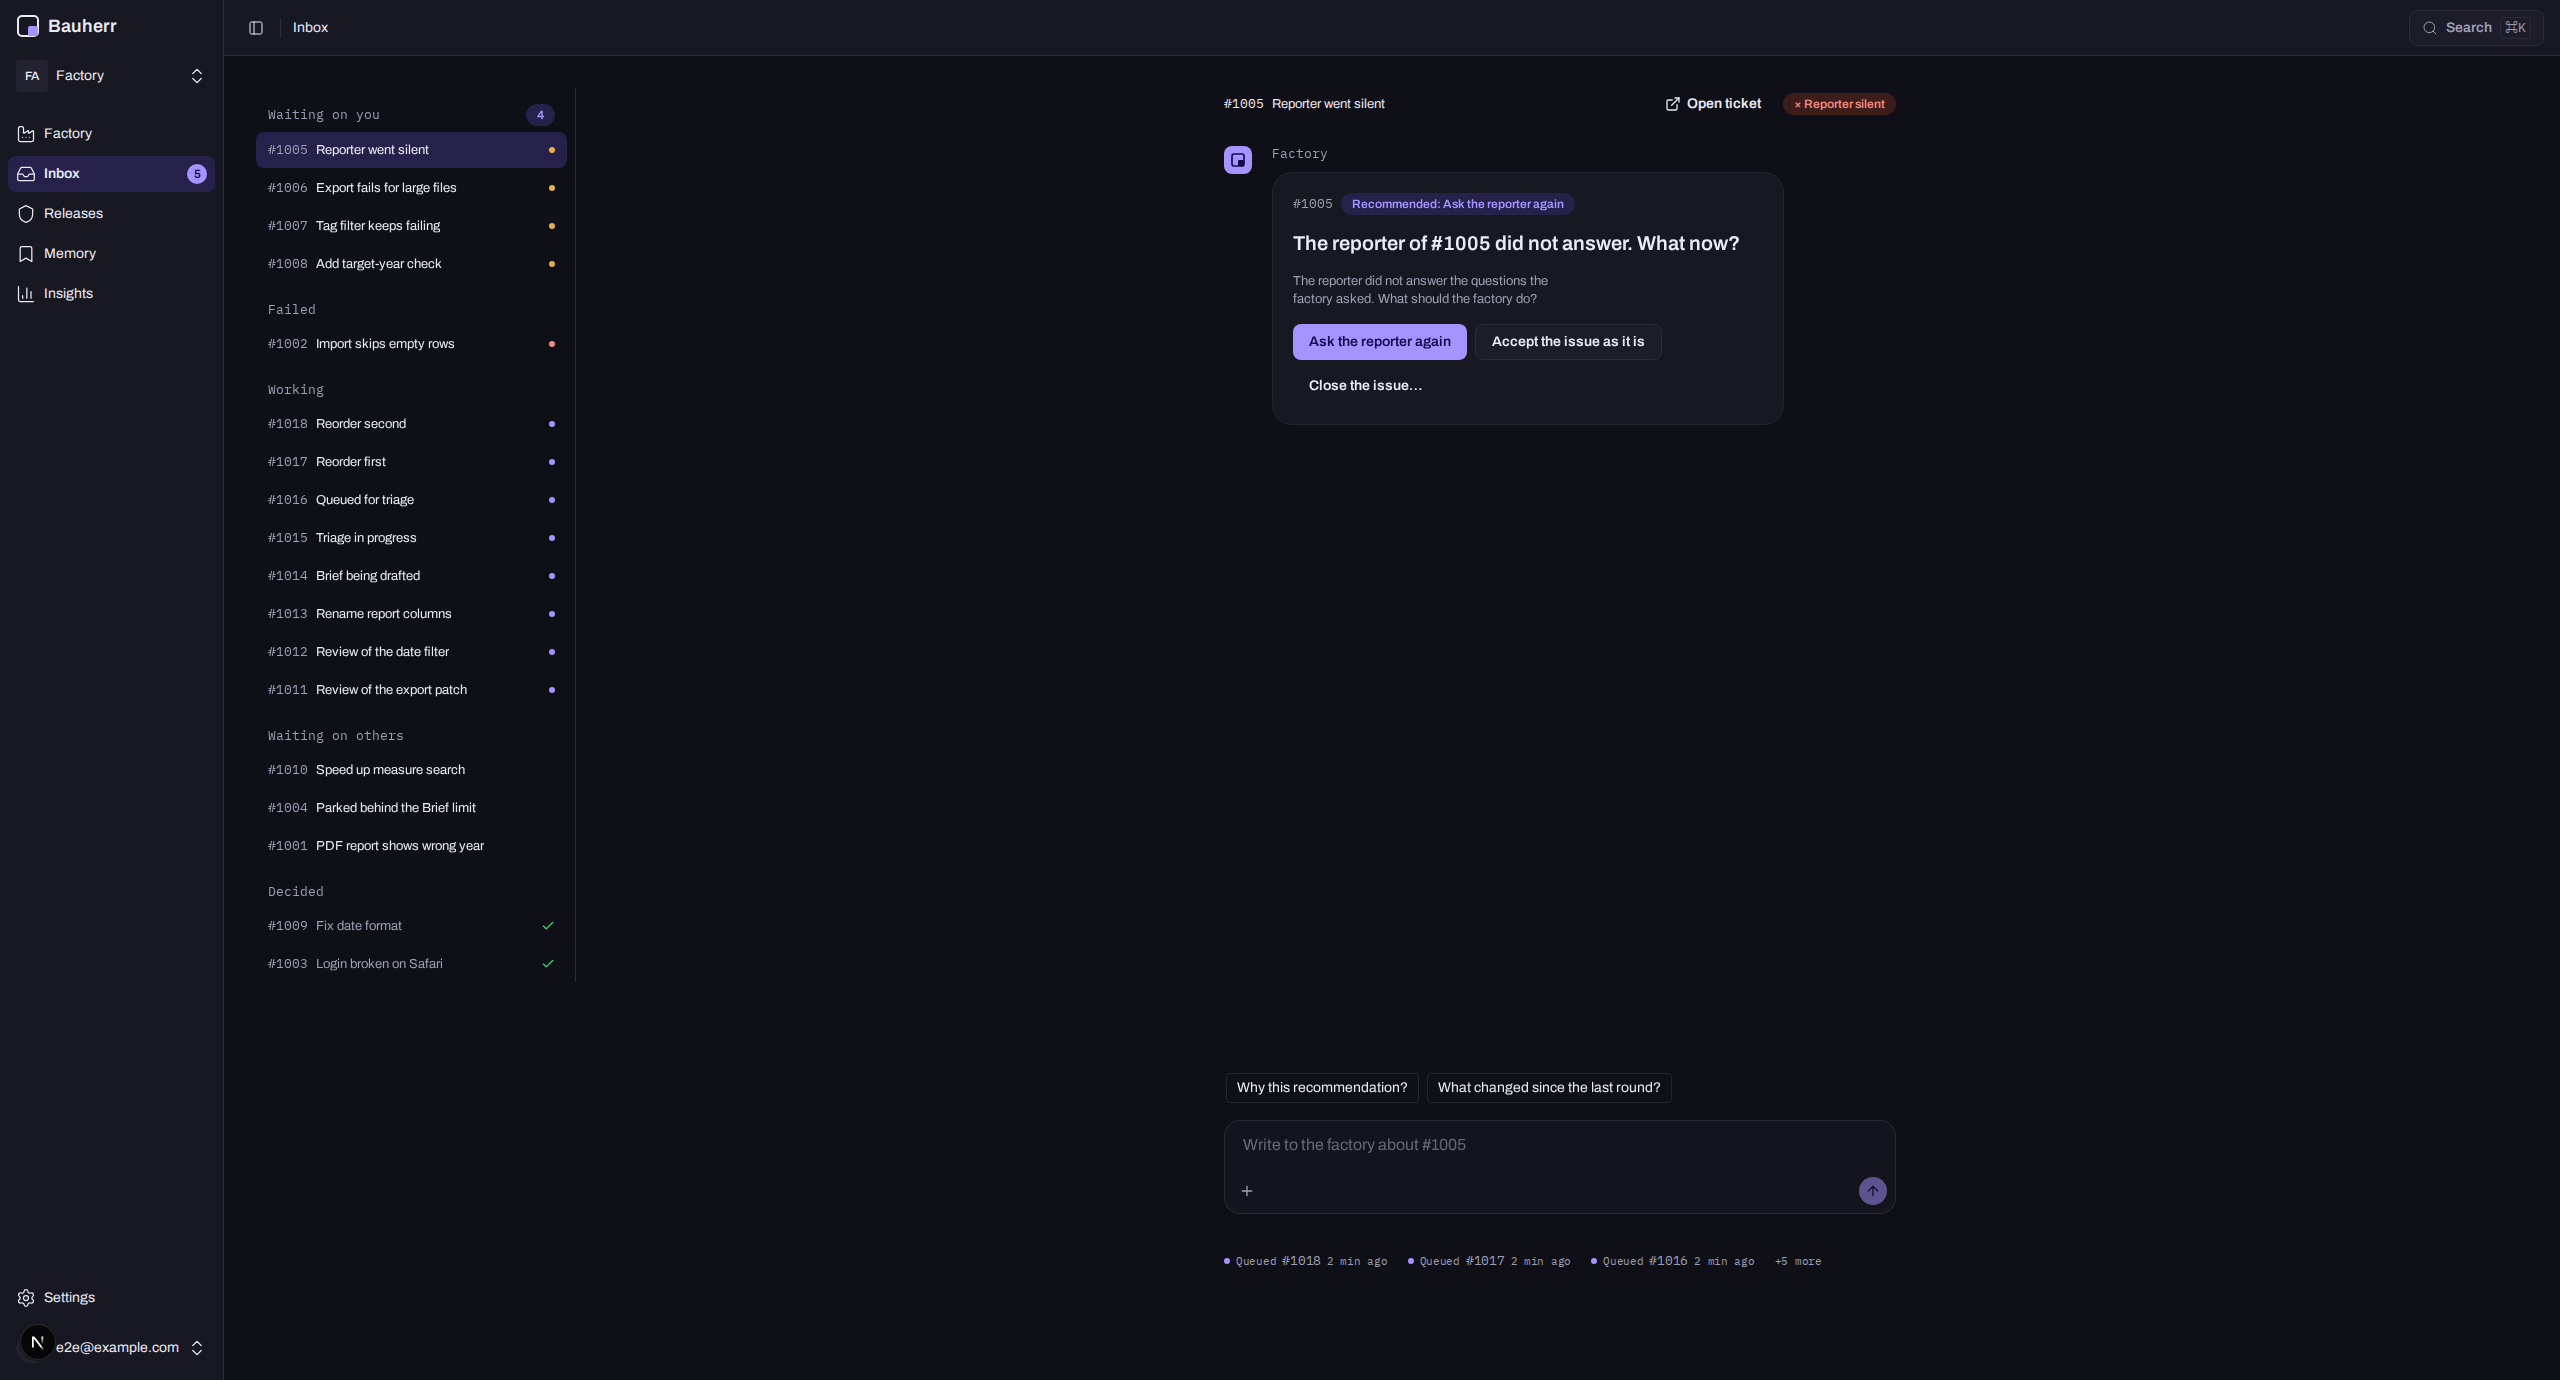 Bauherr
FA Factory
Factory
Inbox 5
Releases
Memory
Insights
Settings
N e2e@example.com
Inbox
Search ⌘K
Waiting on you 4
#1005 Reporter went silent
#1006 Export fails for large files
#1007 Tag filter keeps failing
#1008 Add target-year check
Failed
#1002 Import skips empty rows
Working
#1018 Reorder second
#1017 Reorder first
#1016 Queued for triage
#1015 Triage in progress
#1014 Brief being drafted
#1013 Rename report columns
#1012 Review of the date filter
#1011 Review of the export patch
Waiting on others
#1010 Speed up measure search
#1004 Parked behind the Brief limit
#1001 PDF report shows wrong year
Decided
#1009 Fix date format
#1003 Login broken on Safari
#1005 Reporter went silent
Open ticket
× Reporter silent
Factory
#1005 Recommended: Ask the reporter again
The reporter of #1005 did not answer. What now?
The reporter did not answer the questions the
factory asked. What should the factory do?
Ask the reporter again
Accept the issue as it is
Close the issue...
Why this recommendation?
What changed since the last round?
Write to the factory about #1005
Queued #1018 2 min ago Queued #1017 2 min ago Queued #1016 2 min ago +5 more